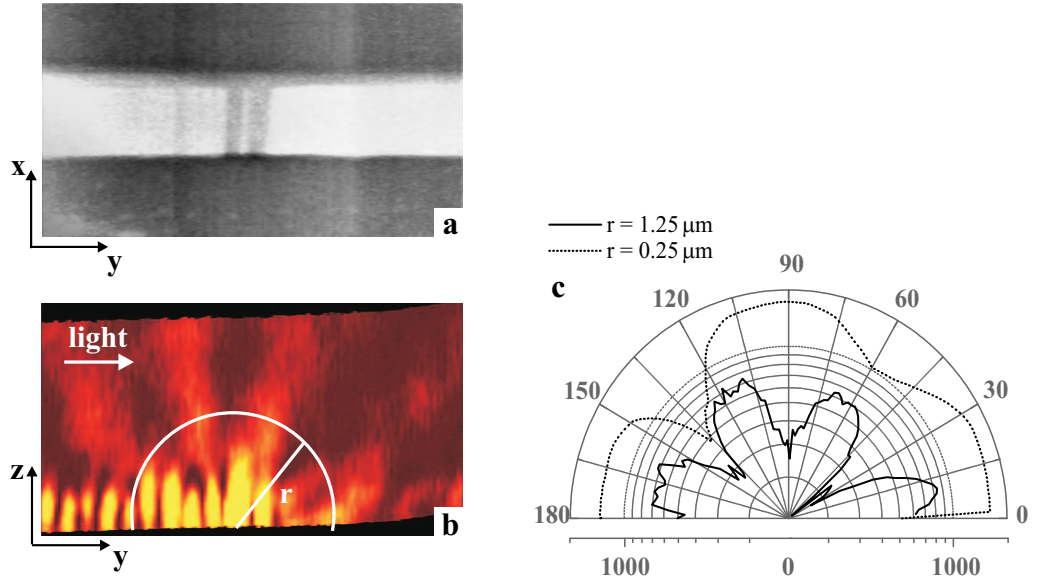 x
y
a
light
z
y
r
b
r = 1.25 μm
r = 0.25 μm
c
90
120
60
150
30
180
0
1000
0
1000